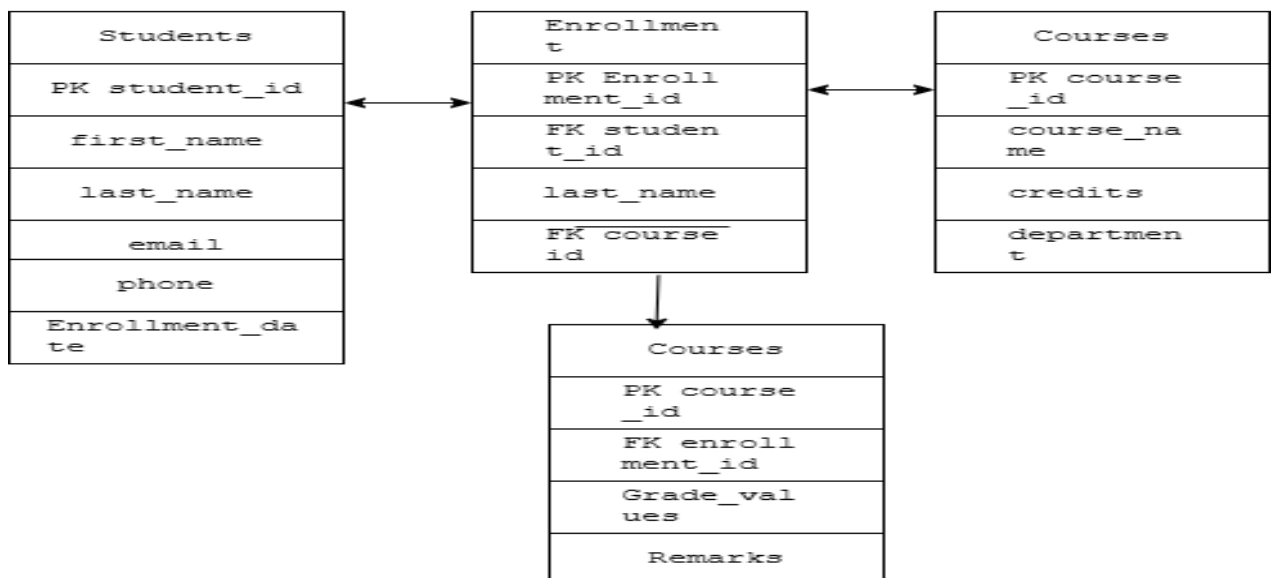 Students
PK student_id
first_name
last_name
email
phone
Enrollment_da
te
Enrollmen
t
PK Enroll
ment_id
FK studen
t_id
last_name
FK course
id
Courses
PK course
_id
course_na
me
credits
departmen
t
Courses
PK course
_id
FK enroll
ment_id
Grade_val
ues
Remarks